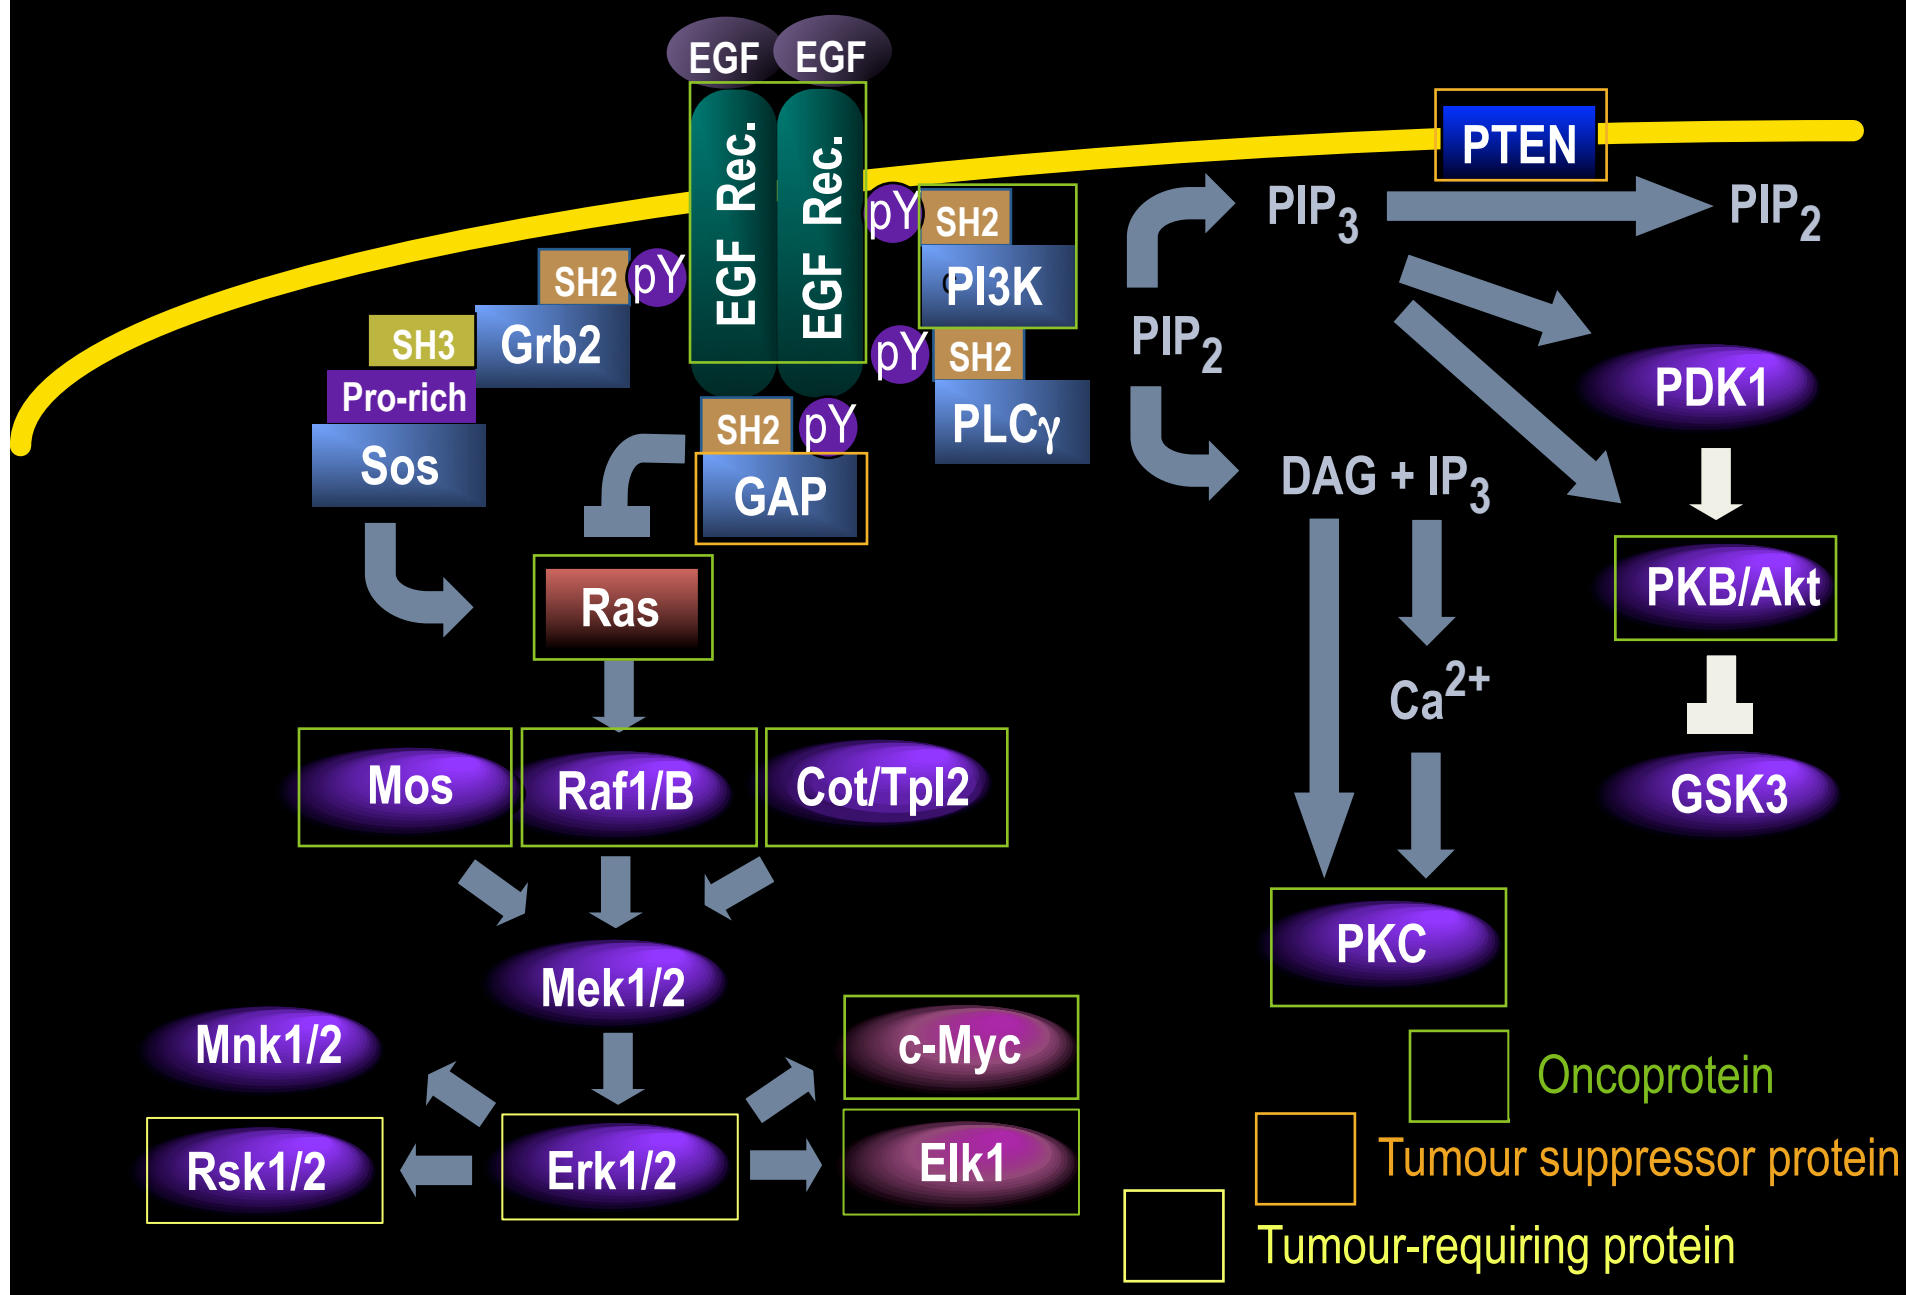 EGF EGF
EGF Rec.
EGF Rec.
PTEN
pY SH2
PI3K
PIP3
PIP2
SH2 pY
Grb2
SH3
Pro-rich
Sos
pY SH2
PLCγ
PIP2
PDK1
SH2 pY
GAP
DAG + IP3
Ras
PKB/Akt
Ca2+
Mos
Raf1/B
Cot/Tpl2
GSK3
PKC
Mek1/2
Mnk1/2
c-Myc
Rsk1/2
Erk1/2
Elk1
Oncoprotein
Tumour suppressor protein
Tumour-requiring protein